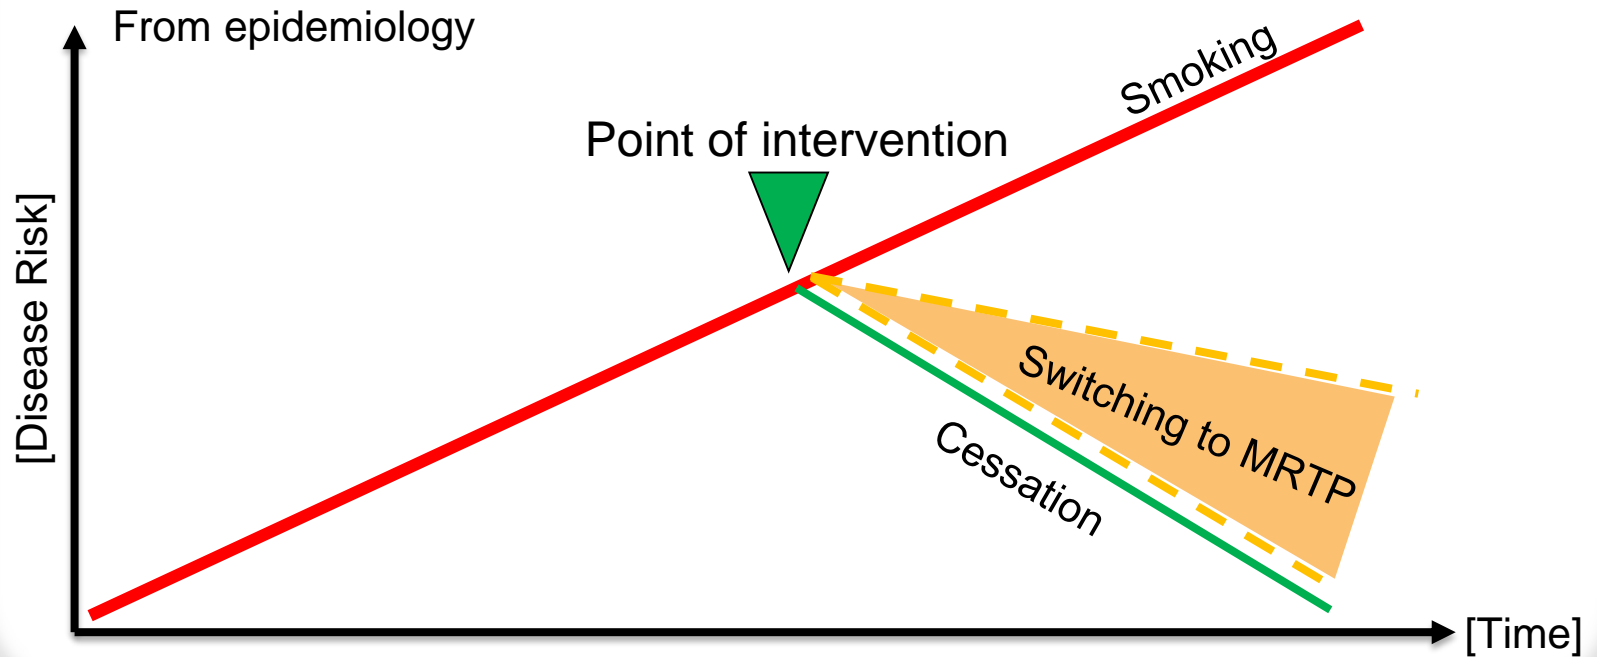 From epidemiology
Smoking
Point of intervention
[Disease Risk]
Switching to MRTP
Cessation
[Time]